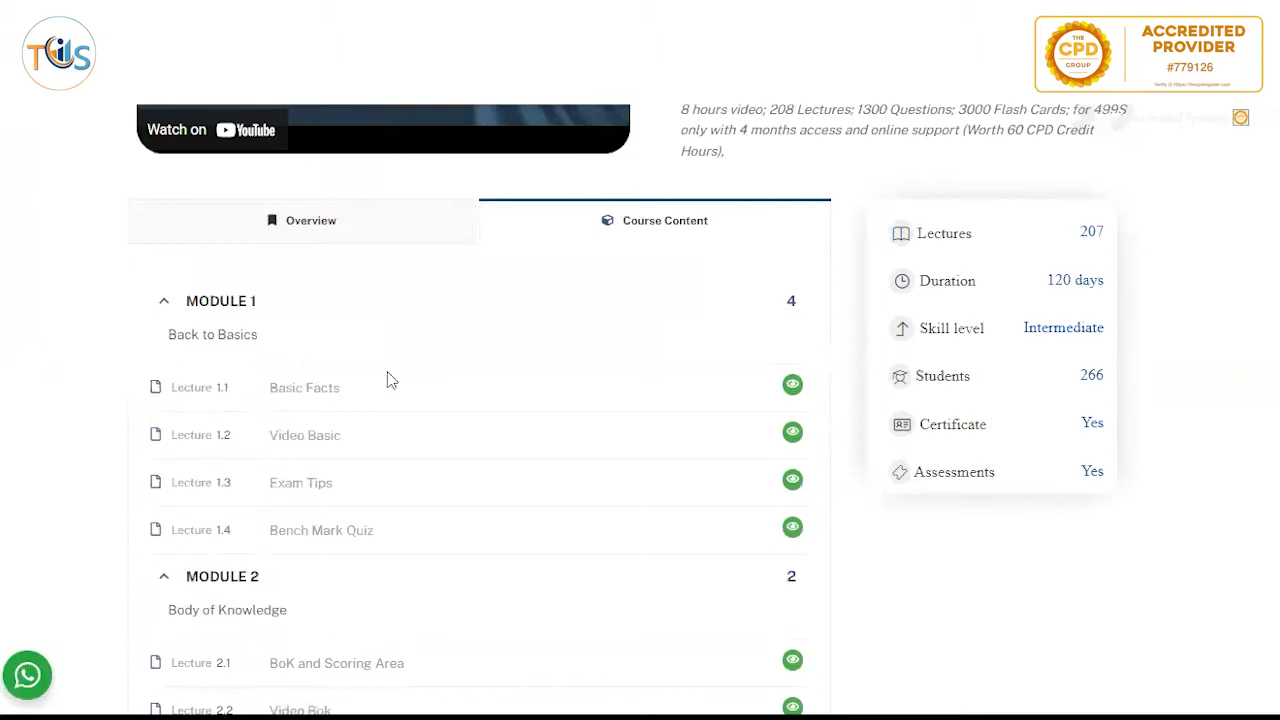 TCILS
THE
CPD
GROUP
ACCREDITED
PROVIDER
#779126
8 hours video; 208 Lectures; 1300 Questions; 3000 Flash Cards; for 499$
only with 4 months access and online support (Worth 60 CPD Credit
Hours),
Watch on YouTube
Overview
Course Content
MODULE 1 4
Back to Basics
Lecture 1.1 Basic Facts
Lecture 1.2 Video Basic
Lecture 1.3 Exam Tips
Lecture 1.4 Bench Mark Quiz
MODULE 2 2
Body of Knowledge
Lecture 2.1 BoK and Scoring Area
Lecture 2.2 Video Bok
Lectures 207
Duration 120 days
Skill level Intermediate
Students 266
Certificate Yes
Assessments Yes